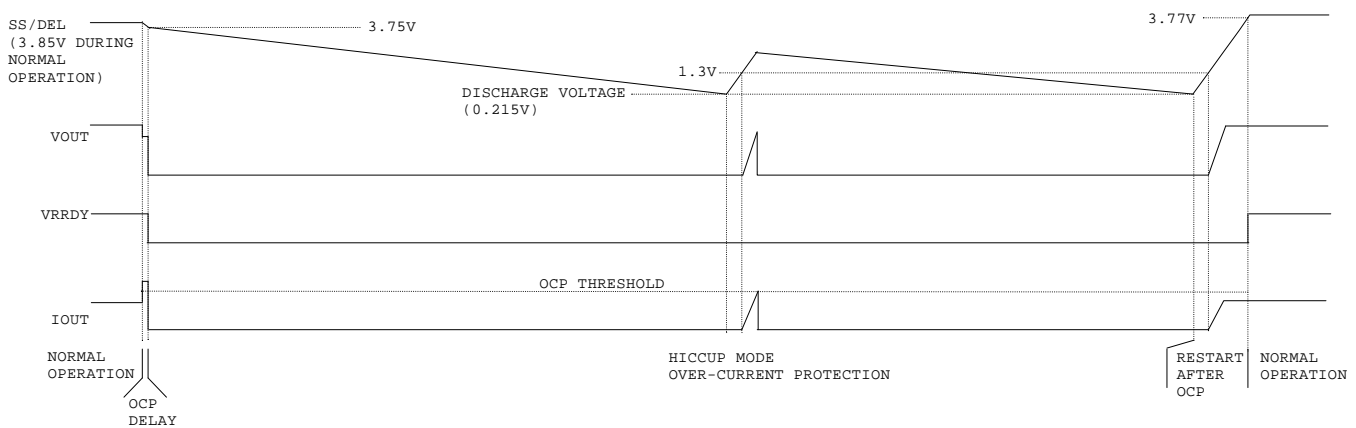 SS/DEL
(3.85V DURING
NORMAL
OPERATION)
3.75V
3.77V
1.3V
DISCHARGE VOLTAGE
(0.215V)
VOUT
VRRDY
OCP THRESHOLD
IOUT
NORMAL
OPERATION
OCP
DELAY
HICCUP MODE
OVER-CURRENT PROTECTION
RESTART
AFTER
OCP
NORMAL
OPERATION